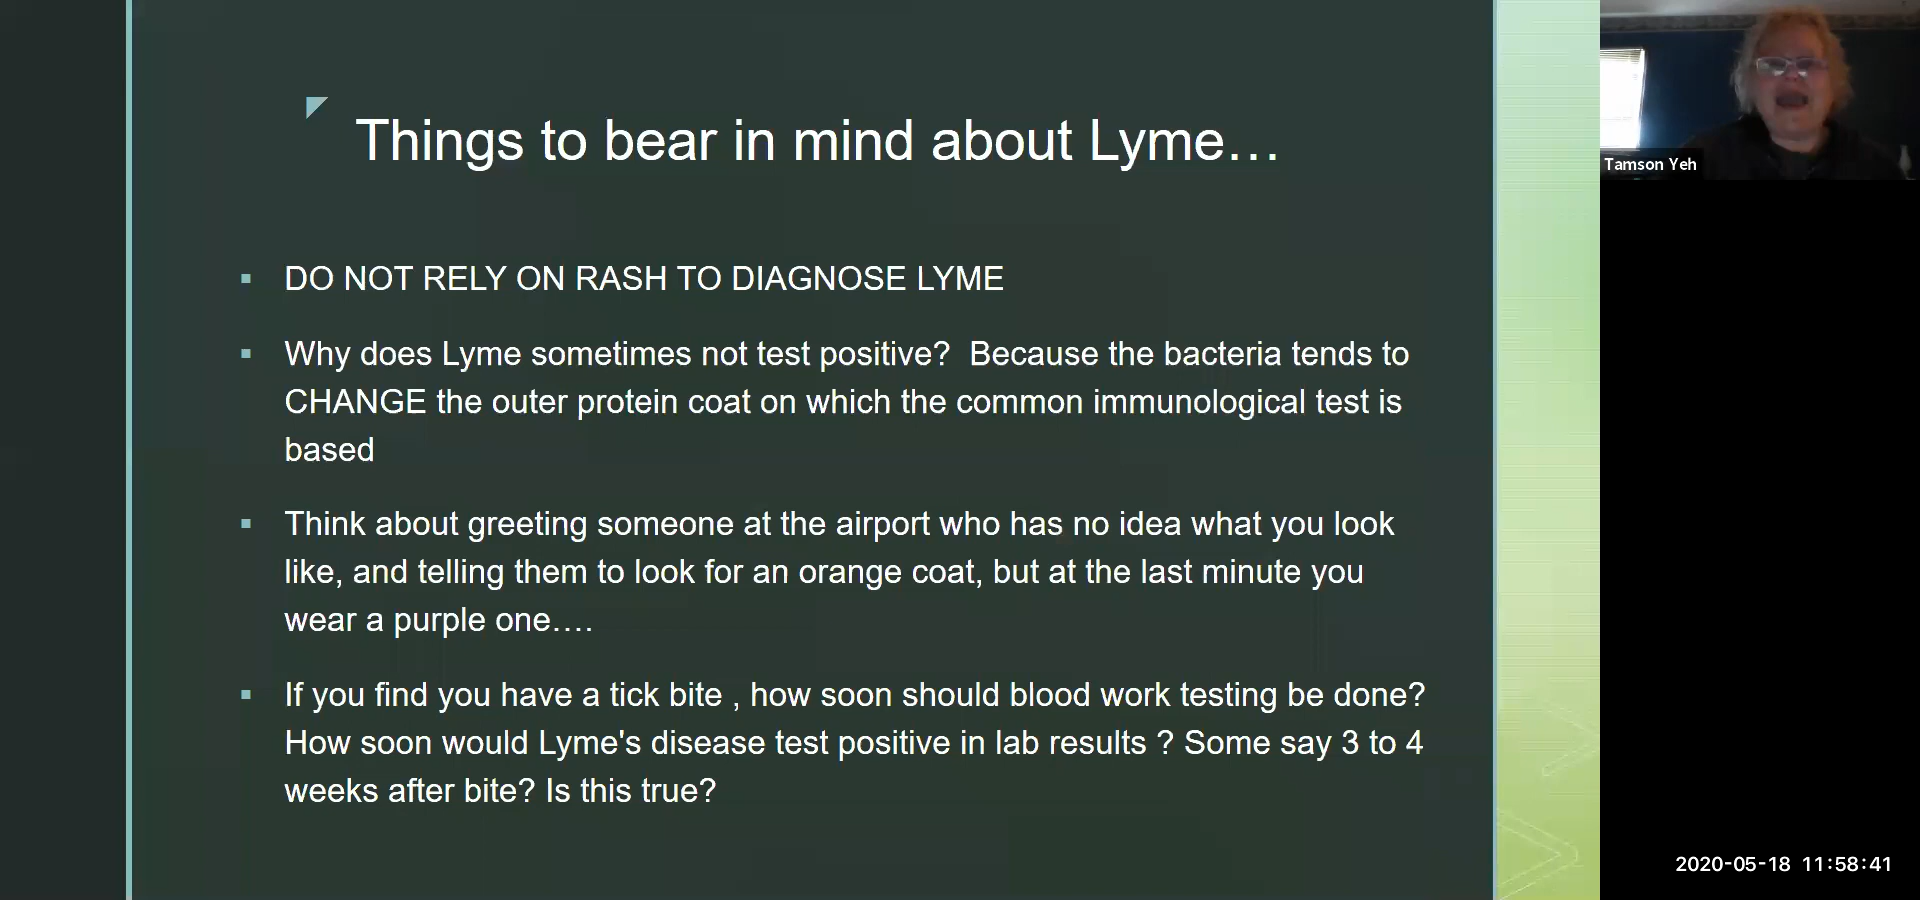 Things to bear in mind about Lyme…
DO NOT RELY ON RASH TO DIAGNOSE LYME
Why does Lyme sometimes not test positive?  Because the bacteria tends to
CHANGE the outer protein coat on which the common immunological test is
based
Think about greeting someone at the airport who has no idea what you look
like, and telling them to look for an orange coat, but at the last minute you
wear a purple one….
If you find you have a tick bite , how soon should blood work testing be done?
How soon would Lyme's disease test positive in lab results ? Some say 3 to 4
weeks after bite? Is this true?
Tamson Yeh
2020-05-18 11:58:41